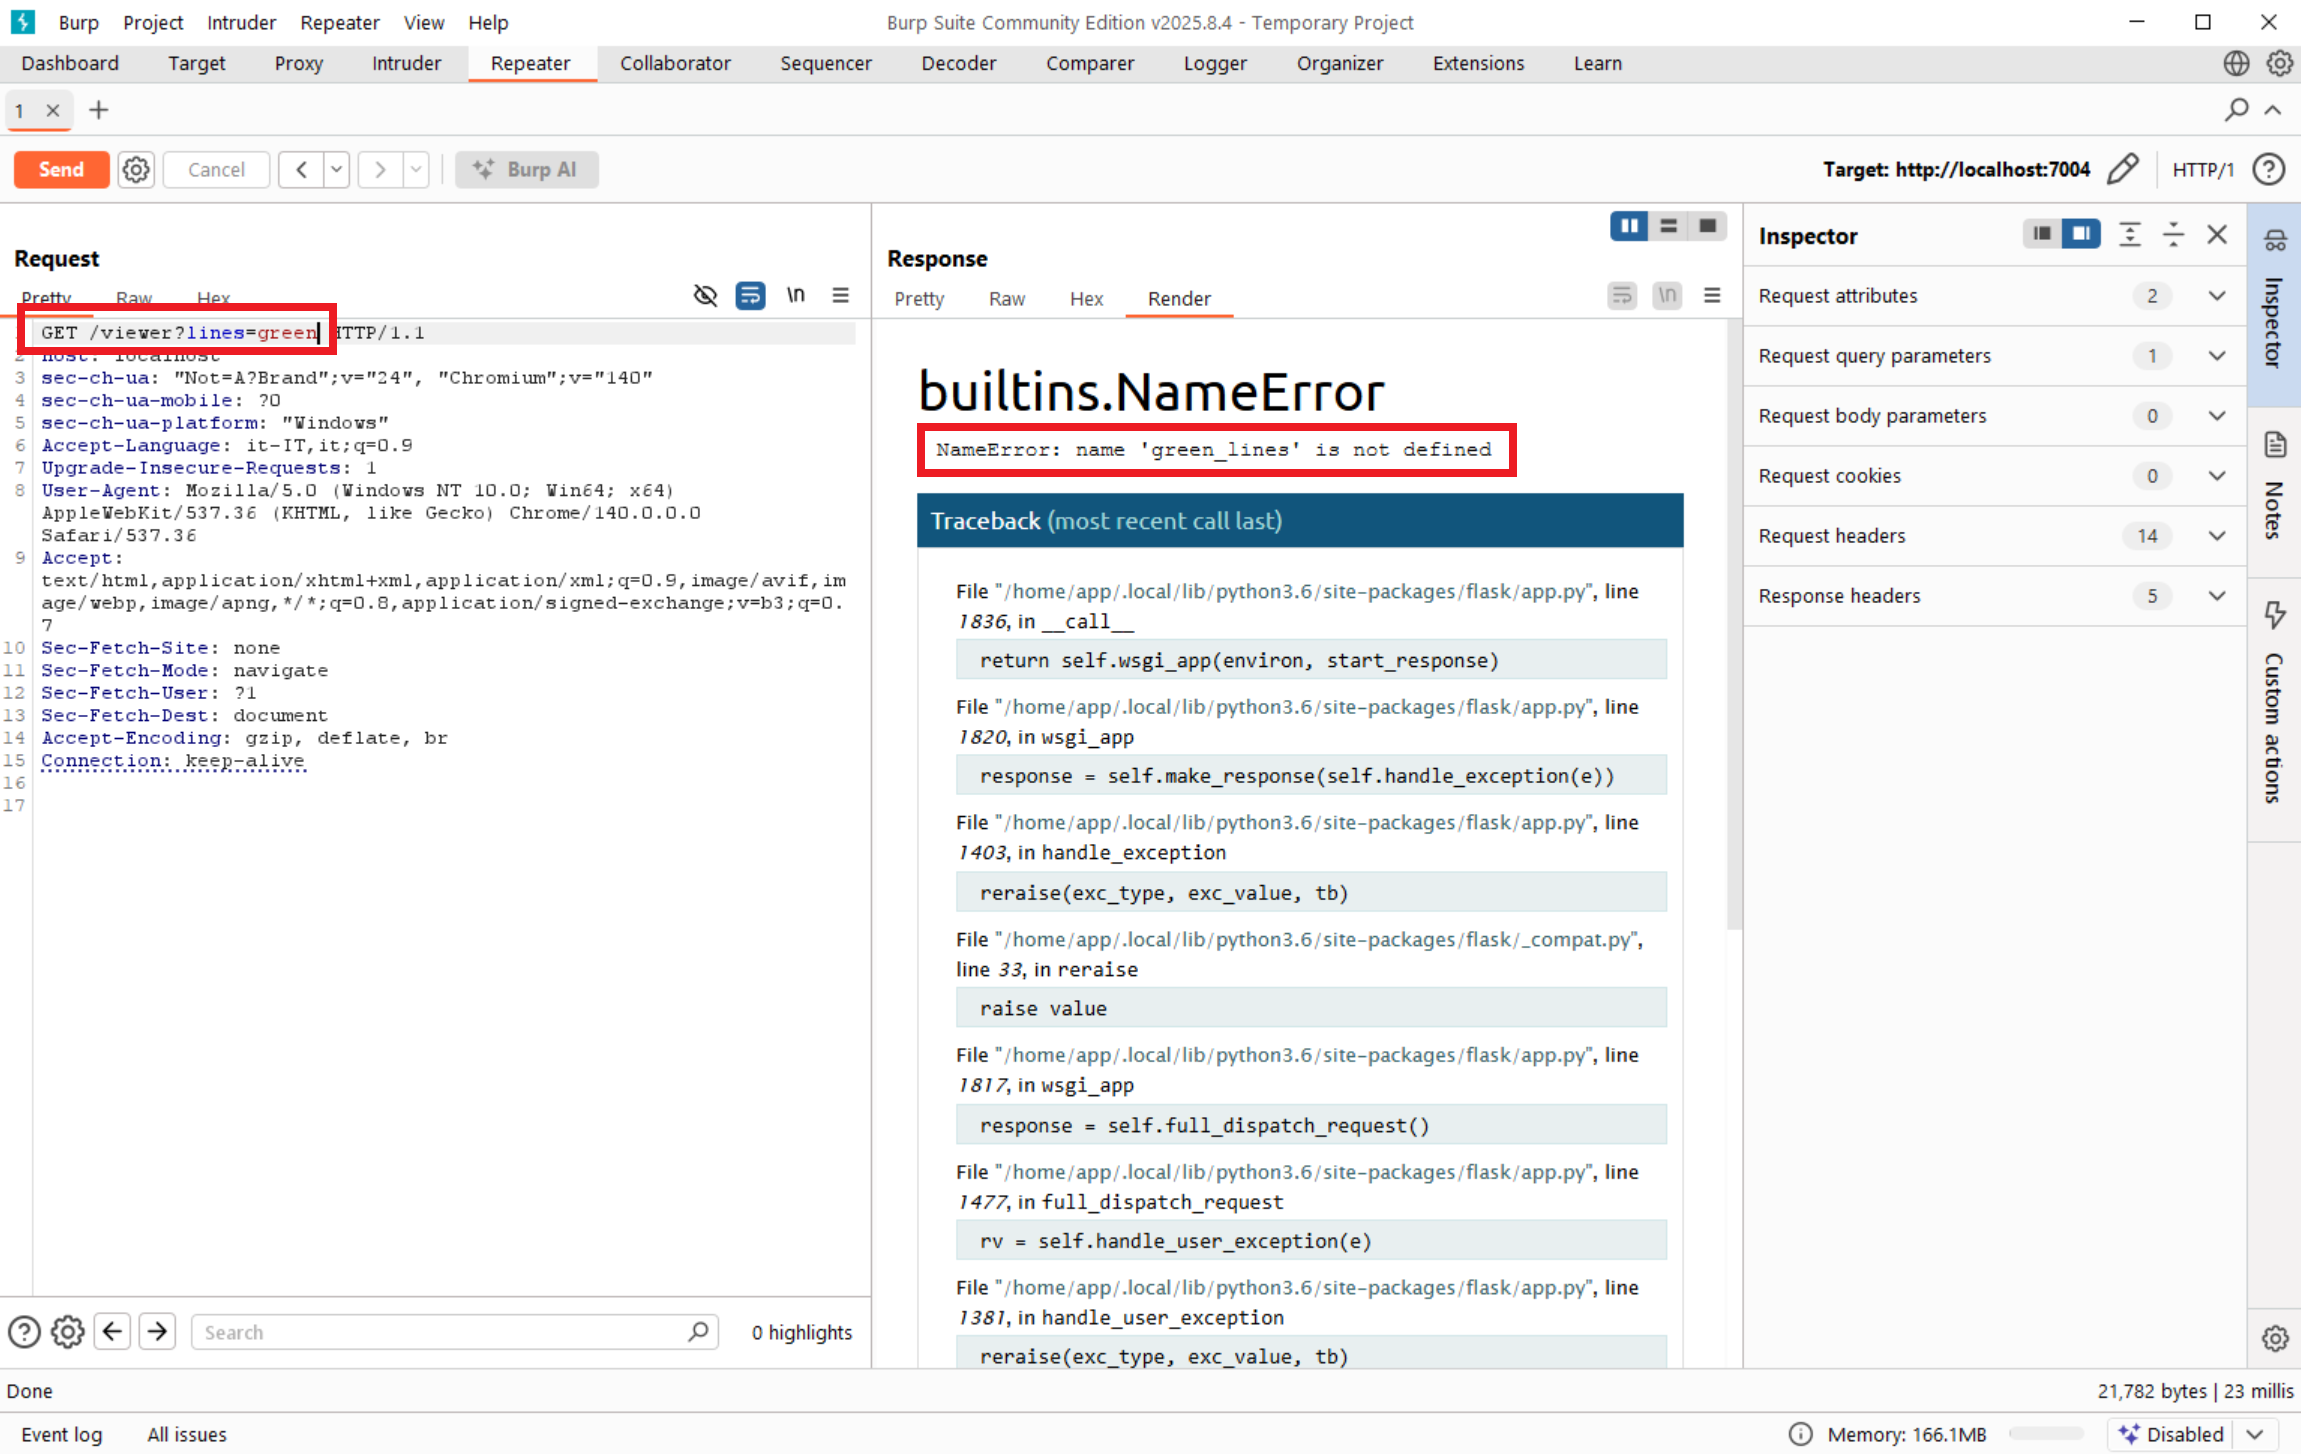 Burp Project Intruder Repeater View Help
Burp Suite Community Edition v2025.8.4 - Temporary Project
Dashboard Target Proxy Intruder Repeater Collaborator Sequencer Decoder Comparer Logger Organizer Extensions Learn
1
Send Cancel Burp AI
Target: http://localhost:7004 HTTP/1
Request
Pretty Raw Hex
\n
GET /viewer?lines=green HTTP/1.1
2 Host: localhost
3 sec-ch-ua: "Not=A?Brand";v="24", "Chromium";v="140"
4 sec-ch-ua-mobile: ?0
5 sec-ch-ua-platform: "Windows"
6 Accept-Language: it-IT,it;q=0.9
7 Upgrade-Insecure-Requests: 1
8 User-Agent: Mozilla/5.0 (Windows NT 10.0; Win64; x64)
AppleWebKit/537.36 (KHTML, like Gecko) Chrome/140.0.0.0
Safari/537.36
9 Accept:
text/html,application/xhtml+xml,application/xml;q=0.9,image/avif,im
age/webp,image/apng,*/*;q=0.8,application/signed-exchange;v=b3;q=0.
7
10 Sec-Fetch-Site: none
11 Sec-Fetch-Mode: navigate
12 Sec-Fetch-User: ?1
13 Sec-Fetch-Dest: document
14 Accept-Encoding: gzip, deflate, br
15 Connection: keep-alive
16
17
Search
0 highlights
Response
Pretty Raw Hex Render
\n
builtins.NameError
NameError: name 'green_lines' is not defined
Traceback (most recent call last)
File "/home/app/.local/lib/python3.6/site-packages/flask/app.py", line
1836, in __call__
return self.wsgi_app(environ, start_response)
File "/home/app/.local/lib/python3.6/site-packages/flask/app.py", line
1820, in wsgi_app
response = self.make_response(self.handle_exception(e))
File "/home/app/.local/lib/python3.6/site-packages/flask/app.py", line
1403, in handle_exception
reraise(exc_type, exc_value, tb)
File "/home/app/.local/lib/python3.6/site-packages/flask/_compat.py",
line 33, in reraise
raise value
File "/home/app/.local/lib/python3.6/site-packages/flask/app.py", line
1817, in wsgi_app
response = self.full_dispatch_request()
File "/home/app/.local/lib/python3.6/site-packages/flask/app.py", line
1477, in full_dispatch_request
rv = self.handle_user_exception(e)
File "/home/app/.local/lib/python3.6/site-packages/flask/app.py", line
1381, in handle_user_exception
reraise(exc_type, exc_value, tb)
Inspector
Request attributes 2
Request query parameters 1
Request body parameters 0
Request cookies 0
Request headers 14
Response headers 5
Inspector
Notes
Custom actions
Done
21,782 bytes | 23 millis
Event log All issues
Memory: 166.1MB
Disabled